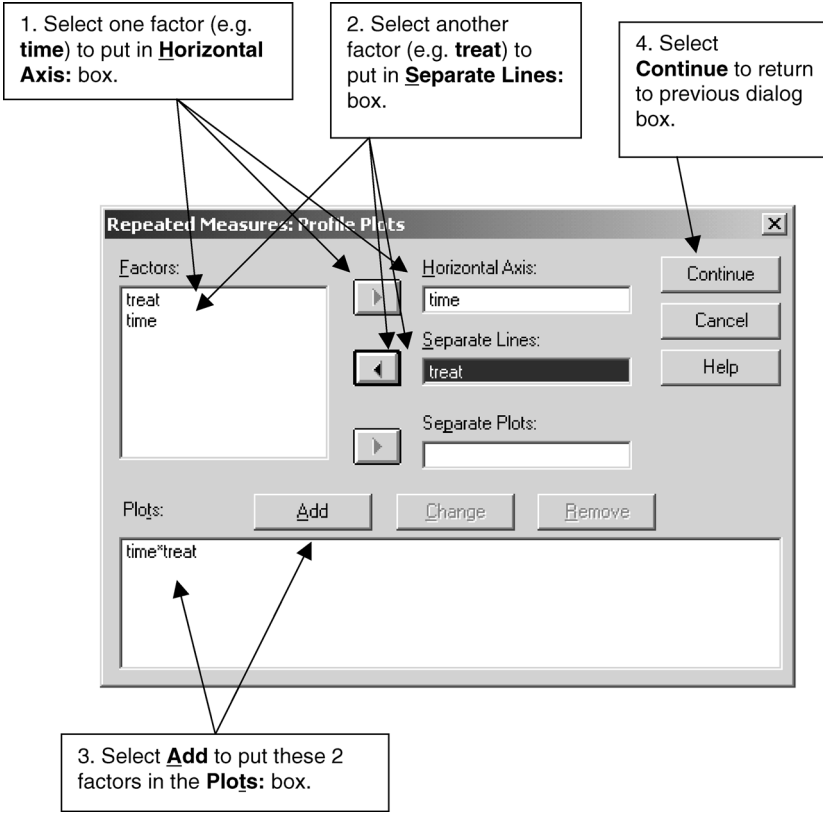 1. Select one factor (e.g.
time) to put in Horizontal
Axis: box.
2. Select another
factor (e.g. treat) to
put in Separate Lines:
box.
4. Select
Continue to return
to previous dialog
box.
Repeated Measures: Profile Plots
Factors:
treat
time
Horizontal Axis:
time
Separate Lines:
treat
Separate Plots:
Continue
Cancel
Help
Plots:
Add
Change
Remove
time*treat
3. Select Add to put these 2
factors in the Plots: box.